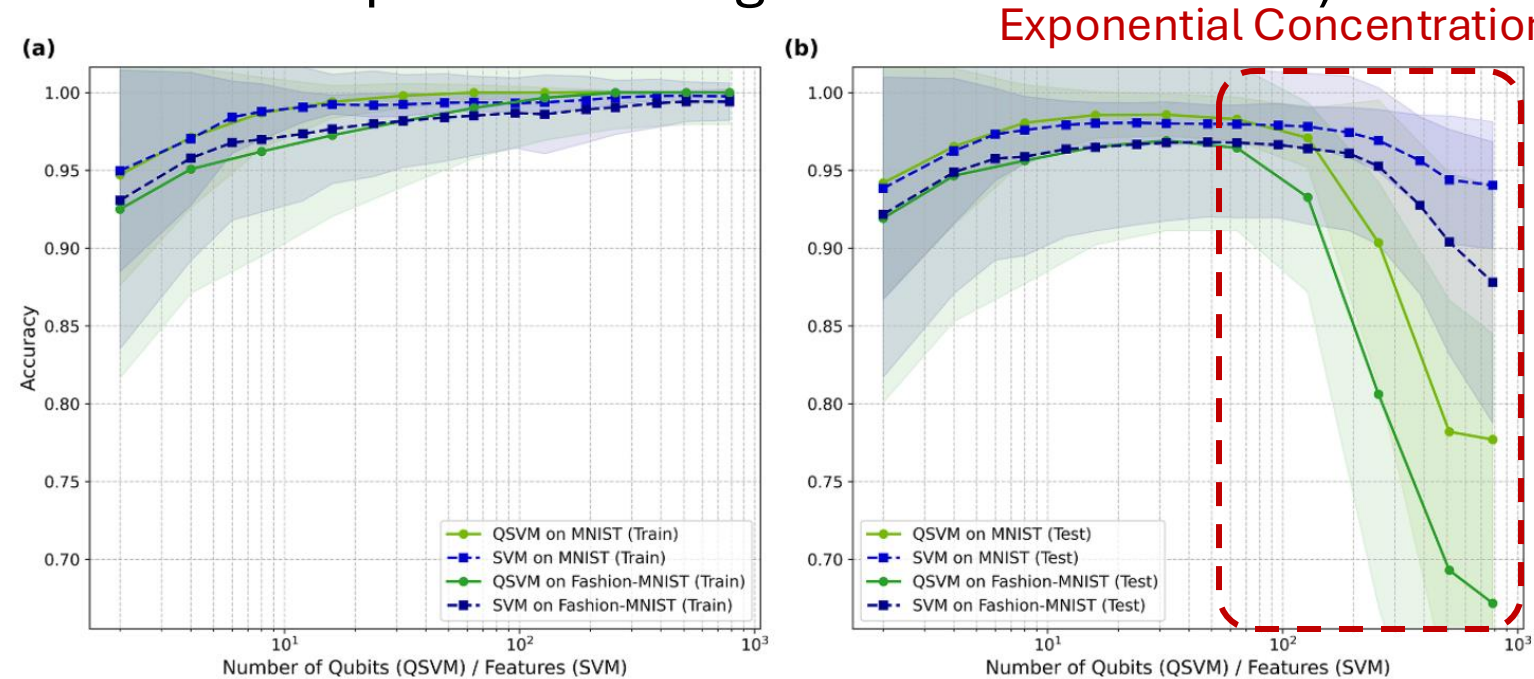 Exponential Concentration
(a)
(b)
1.00
0.95
0.90
0.85
0.80
0.75
0.70
Accuracy
QSVM on MNIST (Train)
SVM on MNIST (Train)
QSVM on Fashion-MNIST (Train)
SVM on Fashion-MNIST (Train)
10¹
10²
10³
Number of Qubits (QSVM) / Features (SVM)
1.00
0.95
0.90
0.85
0.80
0.75
0.70
QSVM on MNIST (Test)
SVM on MNIST (Test)
QSVM on Fashion-MNIST (Test)
SVM on Fashion-MNIST (Test)
10¹
10²
10³
Number of Qubits (QSVM) / Features (SVM)